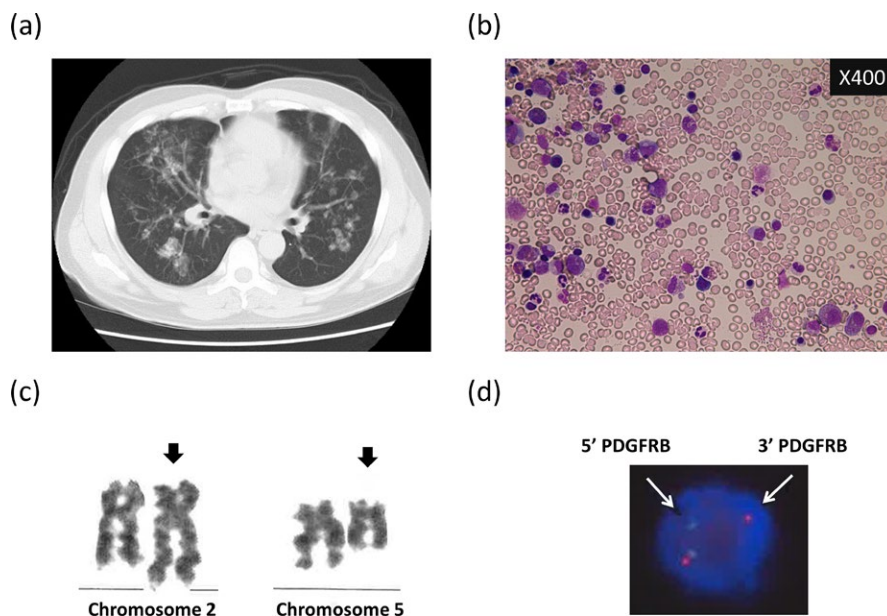 (a)
(b)
X400
(c)
(d)
5' PDGFRB 3' PDGFRB
Chromosome 2 Chromosome 5